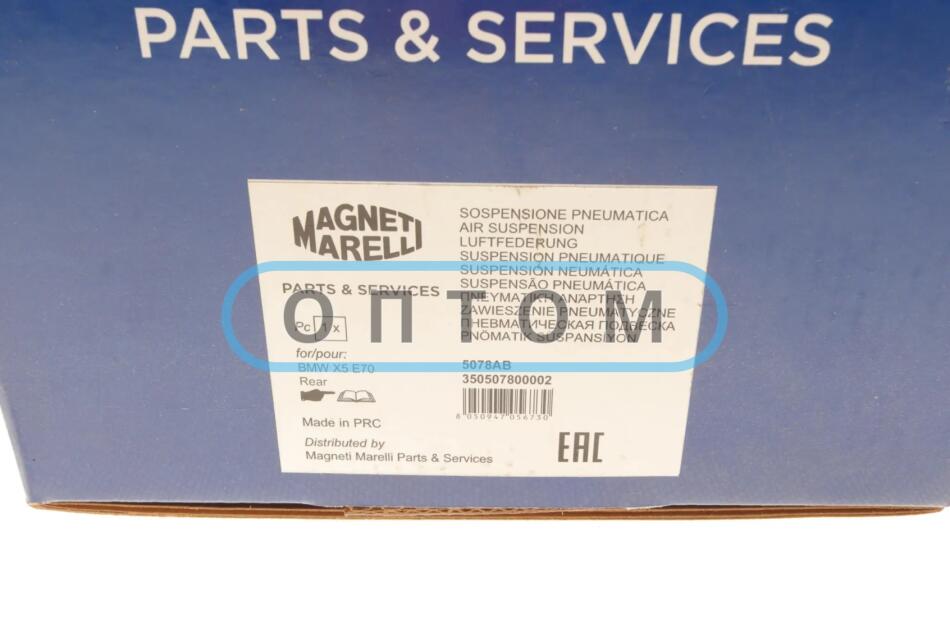 PARTS & SERVICES
MAGNETI
MARELLI
PARTS & SERVICES
Pc 1 x
for/pour:
BMW X5 E70
Rear
Made in PRC
Distributed by
Magneti Marelli Parts & Services
SOSPENSIONE PNEUMATICA
AIR SUSPENSION
LUFTFEDERUNG
SUSPENSION PNEUMATIQUE
SUSPENSIÓN NEUMÁTICA
SUSPENSÃO PNEUMÁTICA
ΠΝΕΥΜΑΤΙΚΗ ΑΝΑΡΤΗΣΗ
ZAWIESZENIE PNEUMATYCZNE
ПНЕВМАТИЧЕСКАЯ ПОДВЕСКА
PNÖMATIK SUSPANSIYON
5078AB
350507800002
8 050947 056730
EAC
ОПТОМ